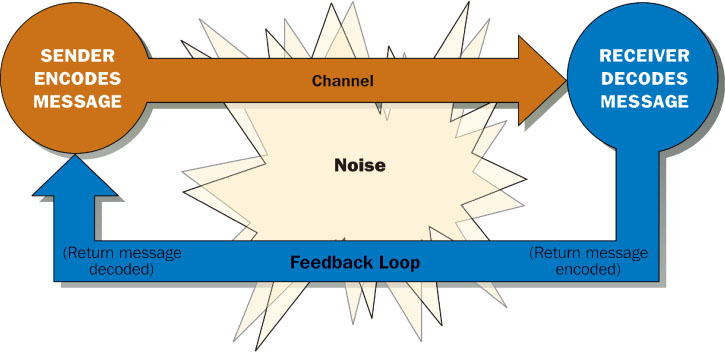 SENDER
ENCODES
MESSAGE
Channel
RECEIVER
DECODES
MESSAGE
Noise
(Return message
decoded)
Feedback Loop
(Return message
encoded)